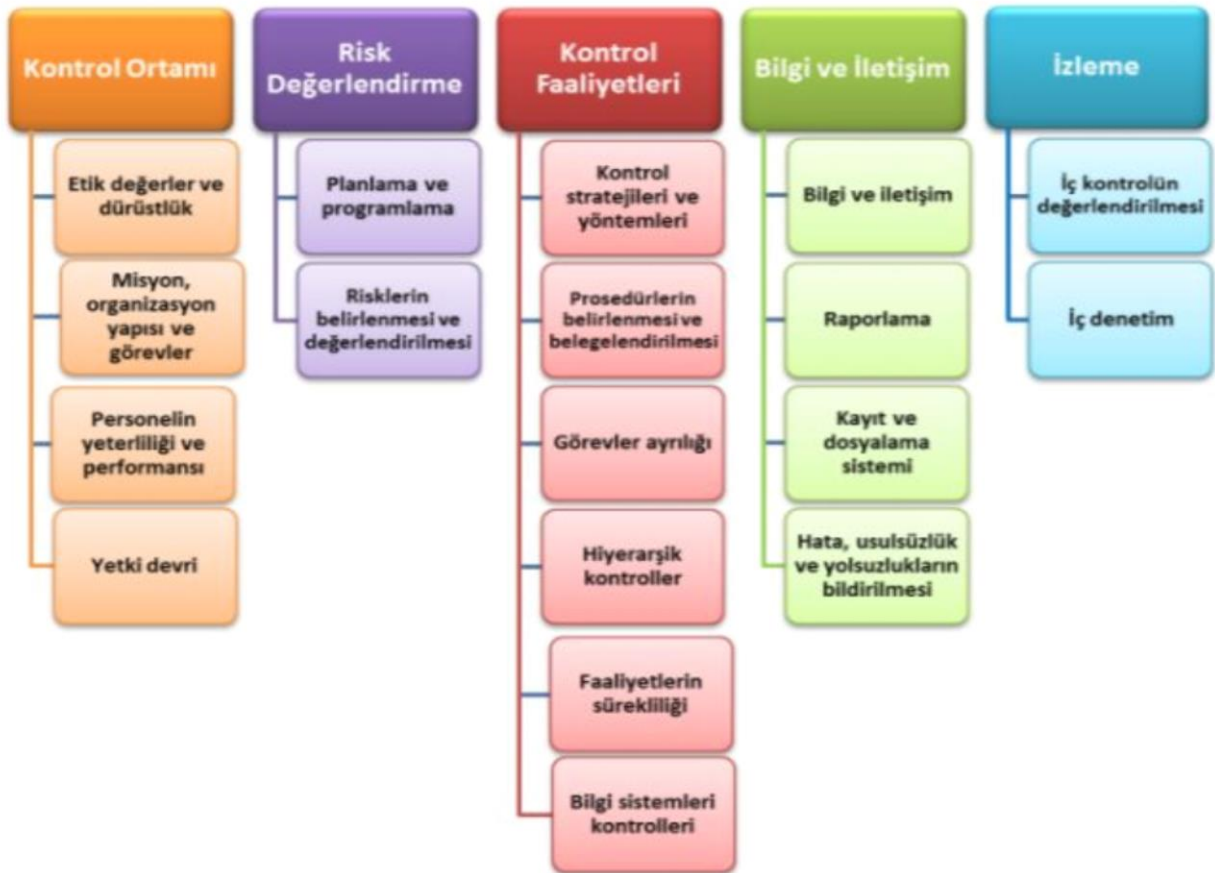 Kontrol Ortamı
Etik değerler ve
dürüstlük
Misyon,
organizasyon
yapısı ve
görevler
Personelin
yeterliliği ve
performansı
Yetki devri
Risk
Değerlendirme
Planlama ve
programlama
Risklerin
belirlenmesi ve
değerlendirilmesi
Kontrol
Faaliyetleri
Kontrol
stratejileri ve
yöntemleri
Prosedürlerin
belirlenmesi ve
belegelendirilmesi
Görevler ayrılığı
Hiyerarşik
kontroller
Faaliyetlerin
sürekliliği
Bilgi sistemleri
kontrolleri
Bilgi ve İletişim
Bilgi ve iletişim
Raporlama
Kayıt ve
dosyalama
sistemi
Hata, usulsüzlük
ve yolsuzlukların
bildirilmesi
İzleme
İç kontrolün
değerlendirilmesi
İç denetim